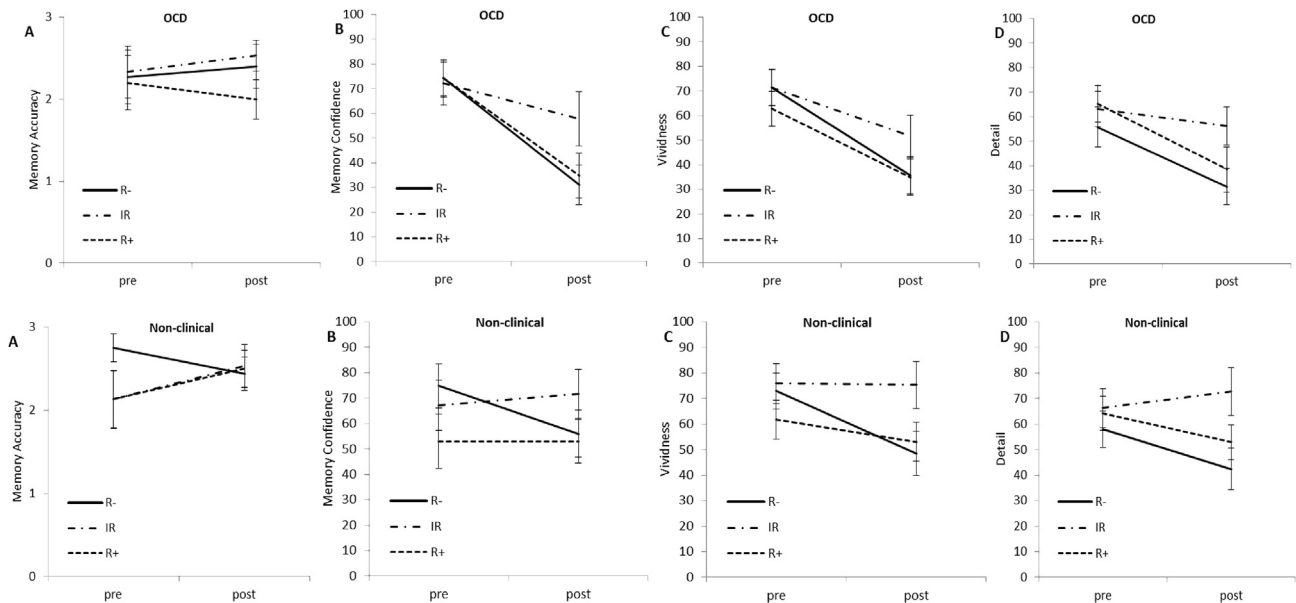 A
OCD
3
2
1
0
Memory Accuracy
R-
IR
R+
pre
post
B
OCD
100
90
80
70
60
50
40
30
20
10
0
Memory Confidence
R-
IR
R+
pre
post
C
OCD
100
90
80
70
60
50
40
30
20
10
0
Vividness
R-
IR
R+
pre
post
D
OCD
100
90
80
70
60
50
40
30
20
10
0
Detail
R-
IR
R+
pre
post
A
Non-clinical
3
2
1
0
Memory Accuracy
R-
IR
R+
pre
post
B
Non-clinical
100
90
80
70
60
50
40
30
20
10
0
Memory Confidence
R-
IR
R+
pre
post
C
Non-clinical
100
90
80
70
60
50
40
30
20
10
0
Vividness
R-
IR
R+
pre
post
D
Non-clinical
100
90
80
70
60
50
40
30
20
10
0
Detail
R-
IR
R+
pre
post